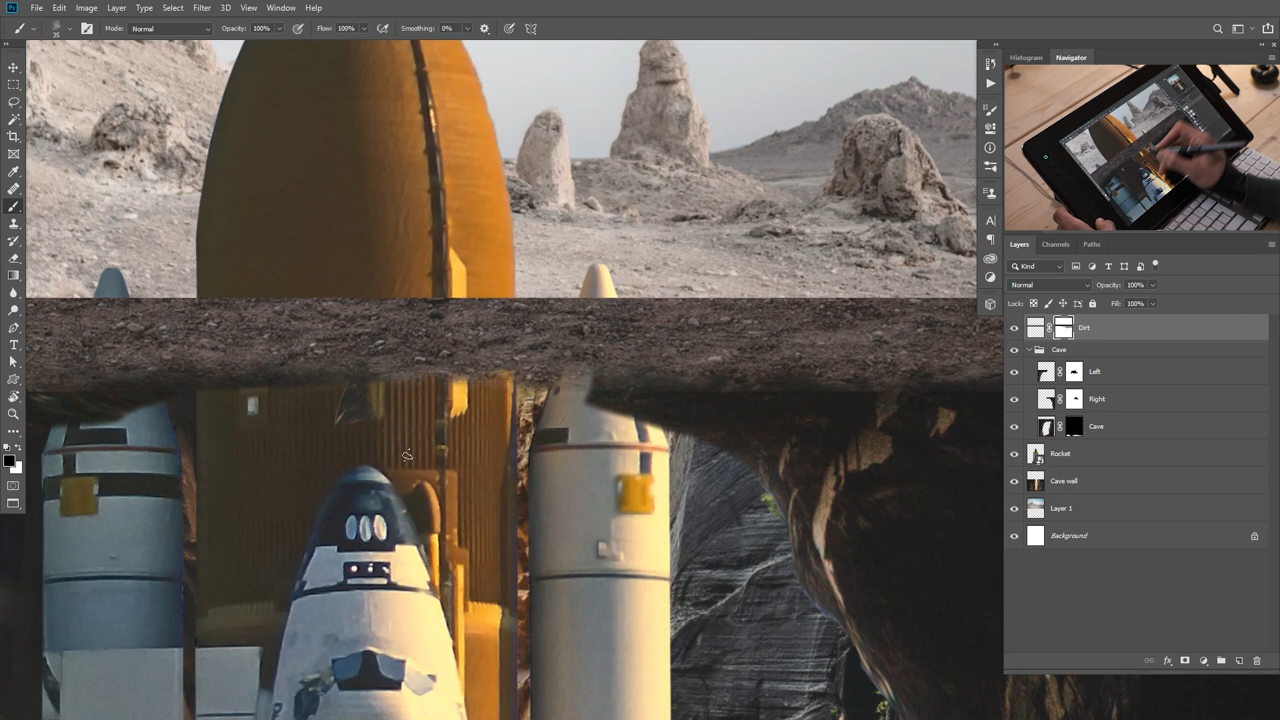 Ps File Edit Image Layer Type Select Filter 3D View Window Help
35 Mode: Normal Opacity: 100% Flow: 100% Smoothing: 0%
Histogram Navigator
Layers Channels Paths
Kind
Normal Opacity: 100%
Lock: Fill: 100%
Dirt
Cave
Left
Right
Cave
Rocket
Cave wall
Layer 1
Background